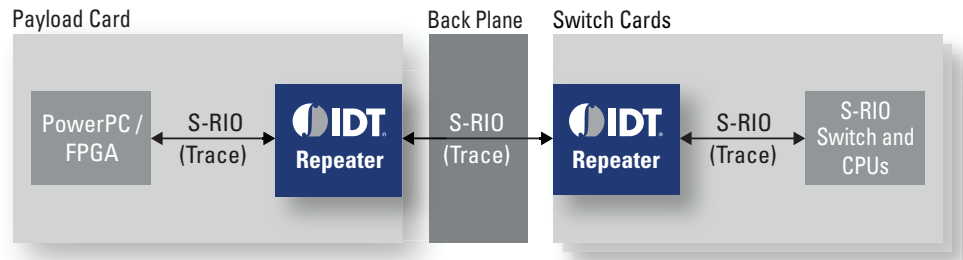 Payload Card
Back Plane
Switch Cards
PowerPC /
FPGA
S-RIO
(Trace)
IDT
Repeater
S-RIO
(Trace)
IDT
Repeater
S-RIO
(Trace)
S-RIO
Switch and
CPUs